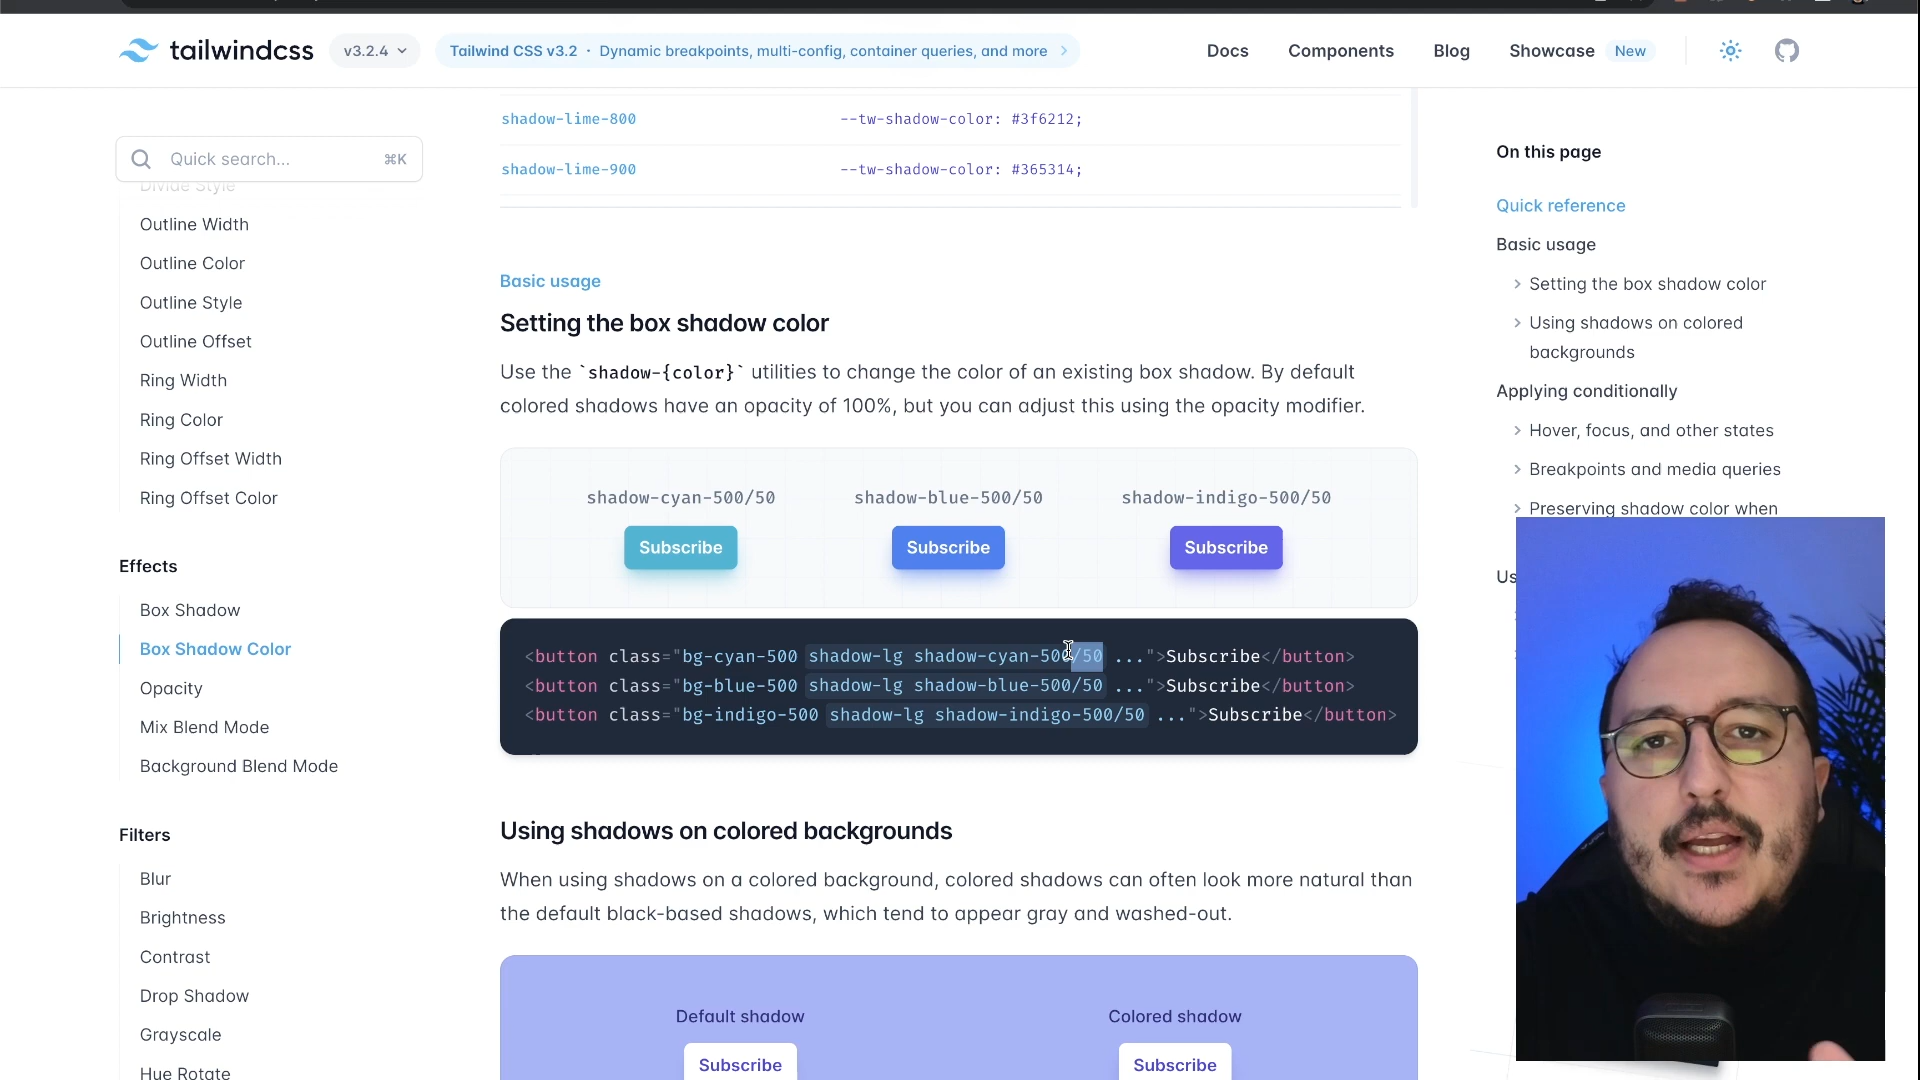 tailwindcss
v3.2.4
Tailwind CSS v3.2 · Dynamic breakpoints, multi-config, container queries, and more
Docs
Components
Blog
Showcase
New
Quick search...
⌘K
Divide Style
Outline Width
Outline Color
Outline Style
Outline Offset
Ring Width
Ring Color
Ring Offset Width
Ring Offset Color
Effects
Box Shadow
Box Shadow Color
Opacity
Mix Blend Mode
Background Blend Mode
Filters
Blur
Brightness
Contrast
Drop Shadow
Grayscale
Hue Rotate
shadow-lime-800 --tw-shadow-color: #3f6212;
shadow-lime-900 --tw-shadow-color: #365314;
Basic usage
Setting the box shadow color
Use the `shadow-{color}` utilities to change the color of an existing box shadow. By default
colored shadows have an opacity of 100%, but you can adjust this using the opacity modifier.
shadow-cyan-500/50 shadow-blue-500/50 shadow-indigo-500/50
Subscribe Subscribe Subscribe
<button class="bg-cyan-500 shadow-lg shadow-cyan-500/50 ...">Subscribe</button>
<button class="bg-blue-500 shadow-lg shadow-blue-500/50 ...">Subscribe</button>
<button class="bg-indigo-500 shadow-lg shadow-indigo-500/50 ...">Subscribe</button>
Using shadows on colored backgrounds
When using shadows on a colored background, colored shadows can often look more natural than
the default black-based shadows, which tend to appear gray and washed-out.
Default shadow Colored shadow
Subscribe Subscribe
On this page
Quick reference
Basic usage
Setting the box shadow color
Using shadows on colored
backgrounds
Applying conditionally
Hover, focus, and other states
Breakpoints and media queries
Preserving shadow color when
Us